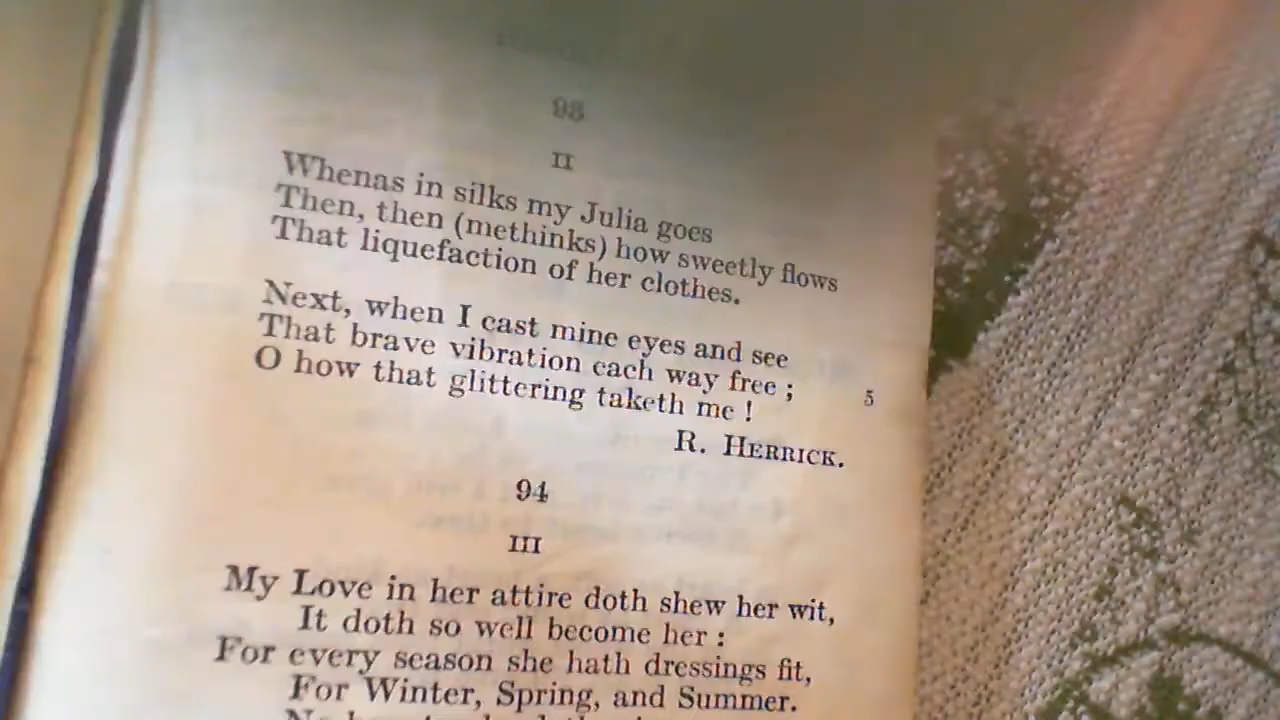 93
II
Whenas in silks my Julia goes
Then, then (methinks) how sweetly flows
That liquefaction of her clothes.
Next, when I cast mine eyes and see
That brave vibration each way free ;
O how that glittering taketh me !
5
R. HERRICK.
94
III
My Love in her attire doth shew her wit,
It doth so well become her :
For every season she hath dressings fit,
For Winter, Spring, and Summer.